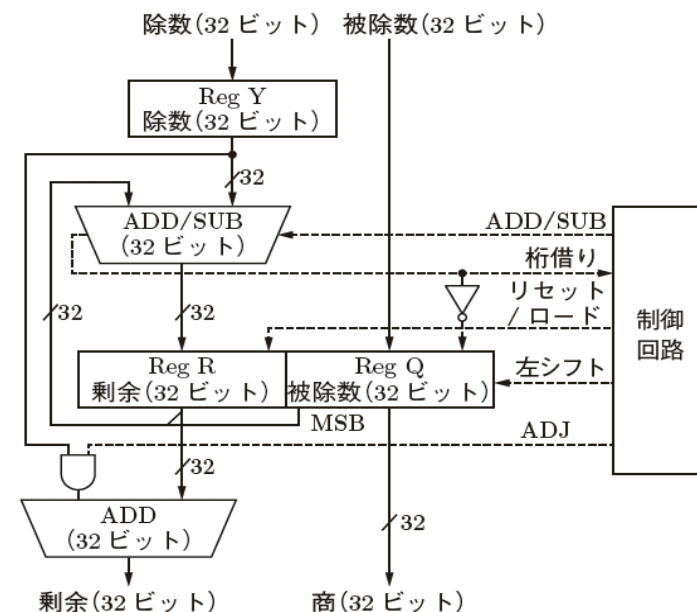 除数(32 ビット)
被除数(32 ビット)
Reg Y
除数(32 ビット)
32
ADD/SUB
(32 ビット)
ADD/SUB
桁借り
リセット
/ ロード
32
32
制御
回路
Reg R
剰余(32 ビット)
Reg Q
被除数(32 ビット)
左シフト
MSB
ADJ
32
ADD
(32 ビット)
32
剰余(32 ビット)
商(32 ビット)